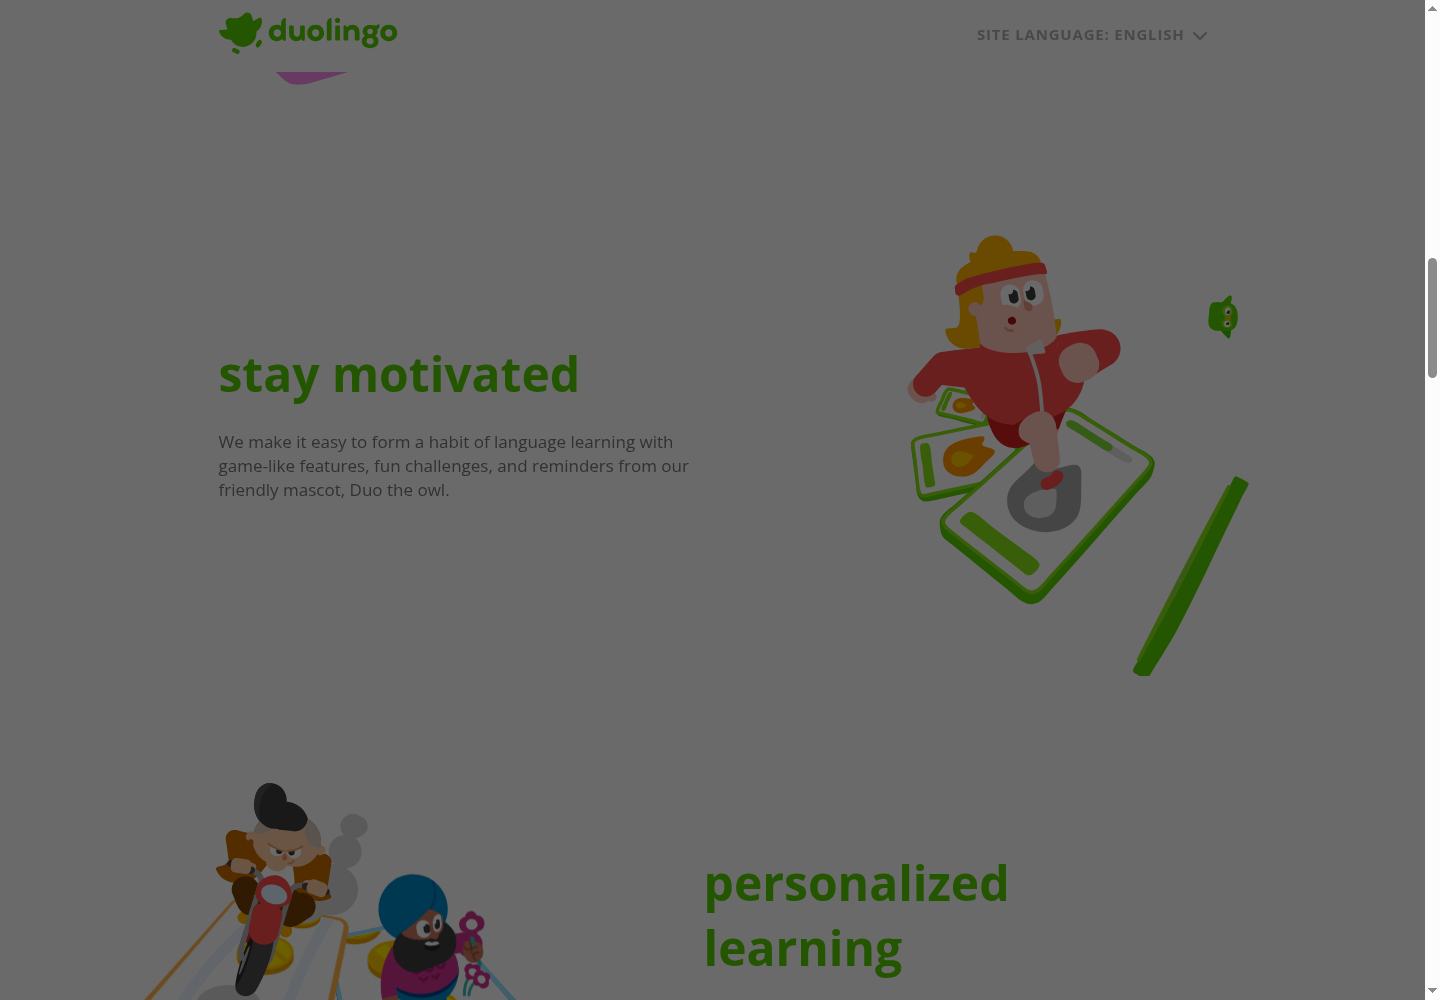 duolingo
SITE LANGUAGE: ENGLISH
stay motivated
We make it easy to form a habit of language learning with
game-like features, fun challenges, and reminders from our
friendly mascot, Duo the owl.
personalized
learning